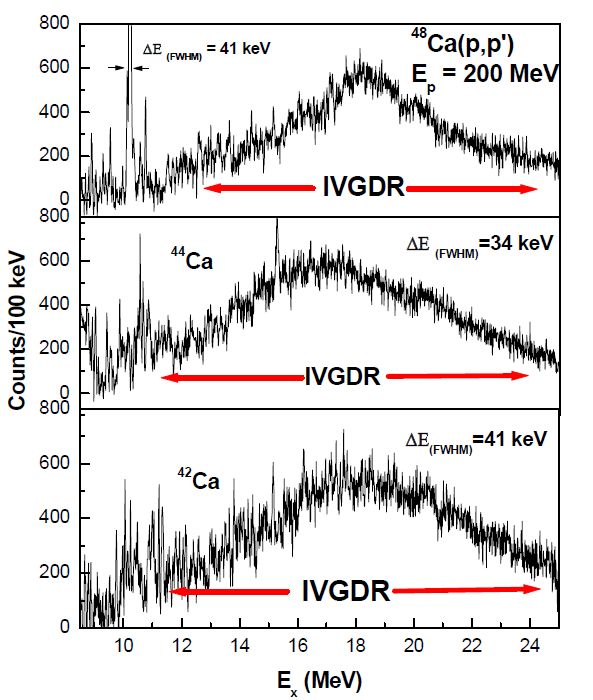 800
600
400
200
0
ΔE (FWHM) = 41 keV
48Ca(p,p')
Ep = 200 MeV
IVGDR
800
600
400
200
0
44Ca
ΔE (FWHM)=34 keV
IVGDR
800
600
400
200
0
42Ca
ΔE(FWHM)=41 keV
IVGDR
Counts/100 keV
10 12 14 16 18 20 22 24
Ex (MeV)